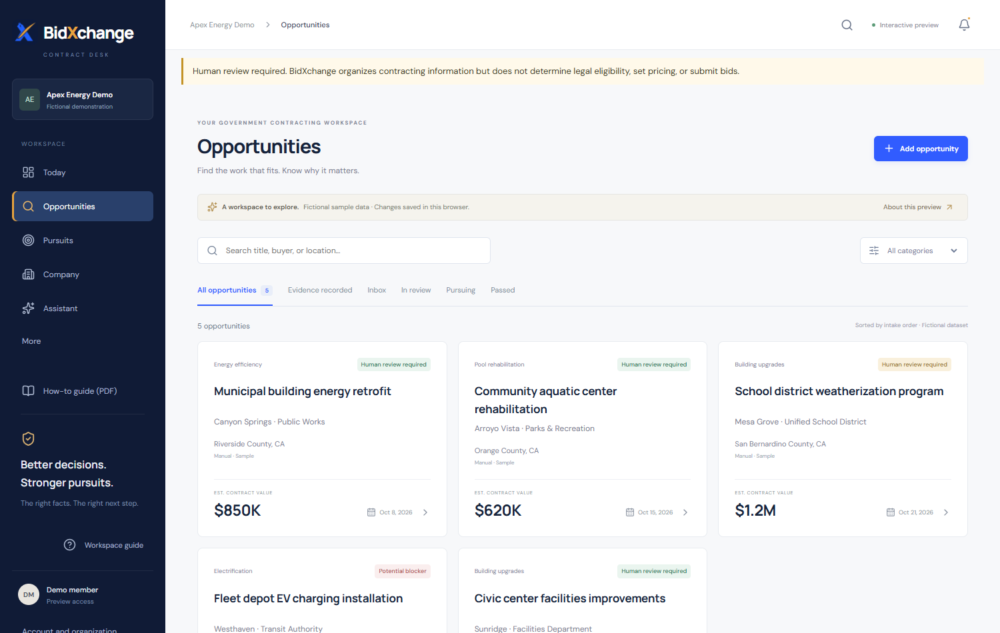 BidXchange
CONTRACT DESK
AE
Apex Energy Demo
Fictional demonstration
WORKSPACE
Today
Opportunities
Pursuits
Company
Assistant
More
How-to guide (PDF)
Better decisions.
Stronger pursuits.
The right facts. The right next step.
Workspace guide
DM
Demo member
Preview access
Account and organization
Apex Energy Demo
Opportunities
Interactive preview
Human review required. BidXchange organizes contracting information but does not determine legal eligibility, set pricing, or submit bids.
YOUR GOVERNMENT CONTRACTING WORKSPACE
Opportunities
Find the work that fits. Know why it matters.
Add opportunity
A workspace to explore. Fictional sample data · Changes saved in this browser.
About this preview
Search title, buyer, or location...
All categories
All opportunities 5 Evidence recorded Inbox In review Pursuing Passed
5 opportunities
Sorted by intake order · Fictional dataset
Energy efficiency
Human review required
Municipal building energy retrofit
Canyon Springs · Public Works
Riverside County, CA
Manual · Sample
EST. CONTRACT VALUE
$850K
Oct 8, 2026
Pool rehabilitation
Human review required
Community aquatic center
rehabilitation
Arroyo Vista · Parks & Recreation
Orange County, CA
Manual · Sample
EST. CONTRACT VALUE
$620K
Oct 15, 2026
Building upgrades
Human review required
School district weatherization program
Mesa Grove · Unified School District
San Bernardino County, CA
Manual · Sample
EST. CONTRACT VALUE
$1.2M
Oct 21, 2026
Electrification
Potential blocker
Fleet depot EV charging installation
Westhaven · Transit Authority
Building upgrades
Human review required
Civic center facilities improvements
Sunridge · Facilities Department